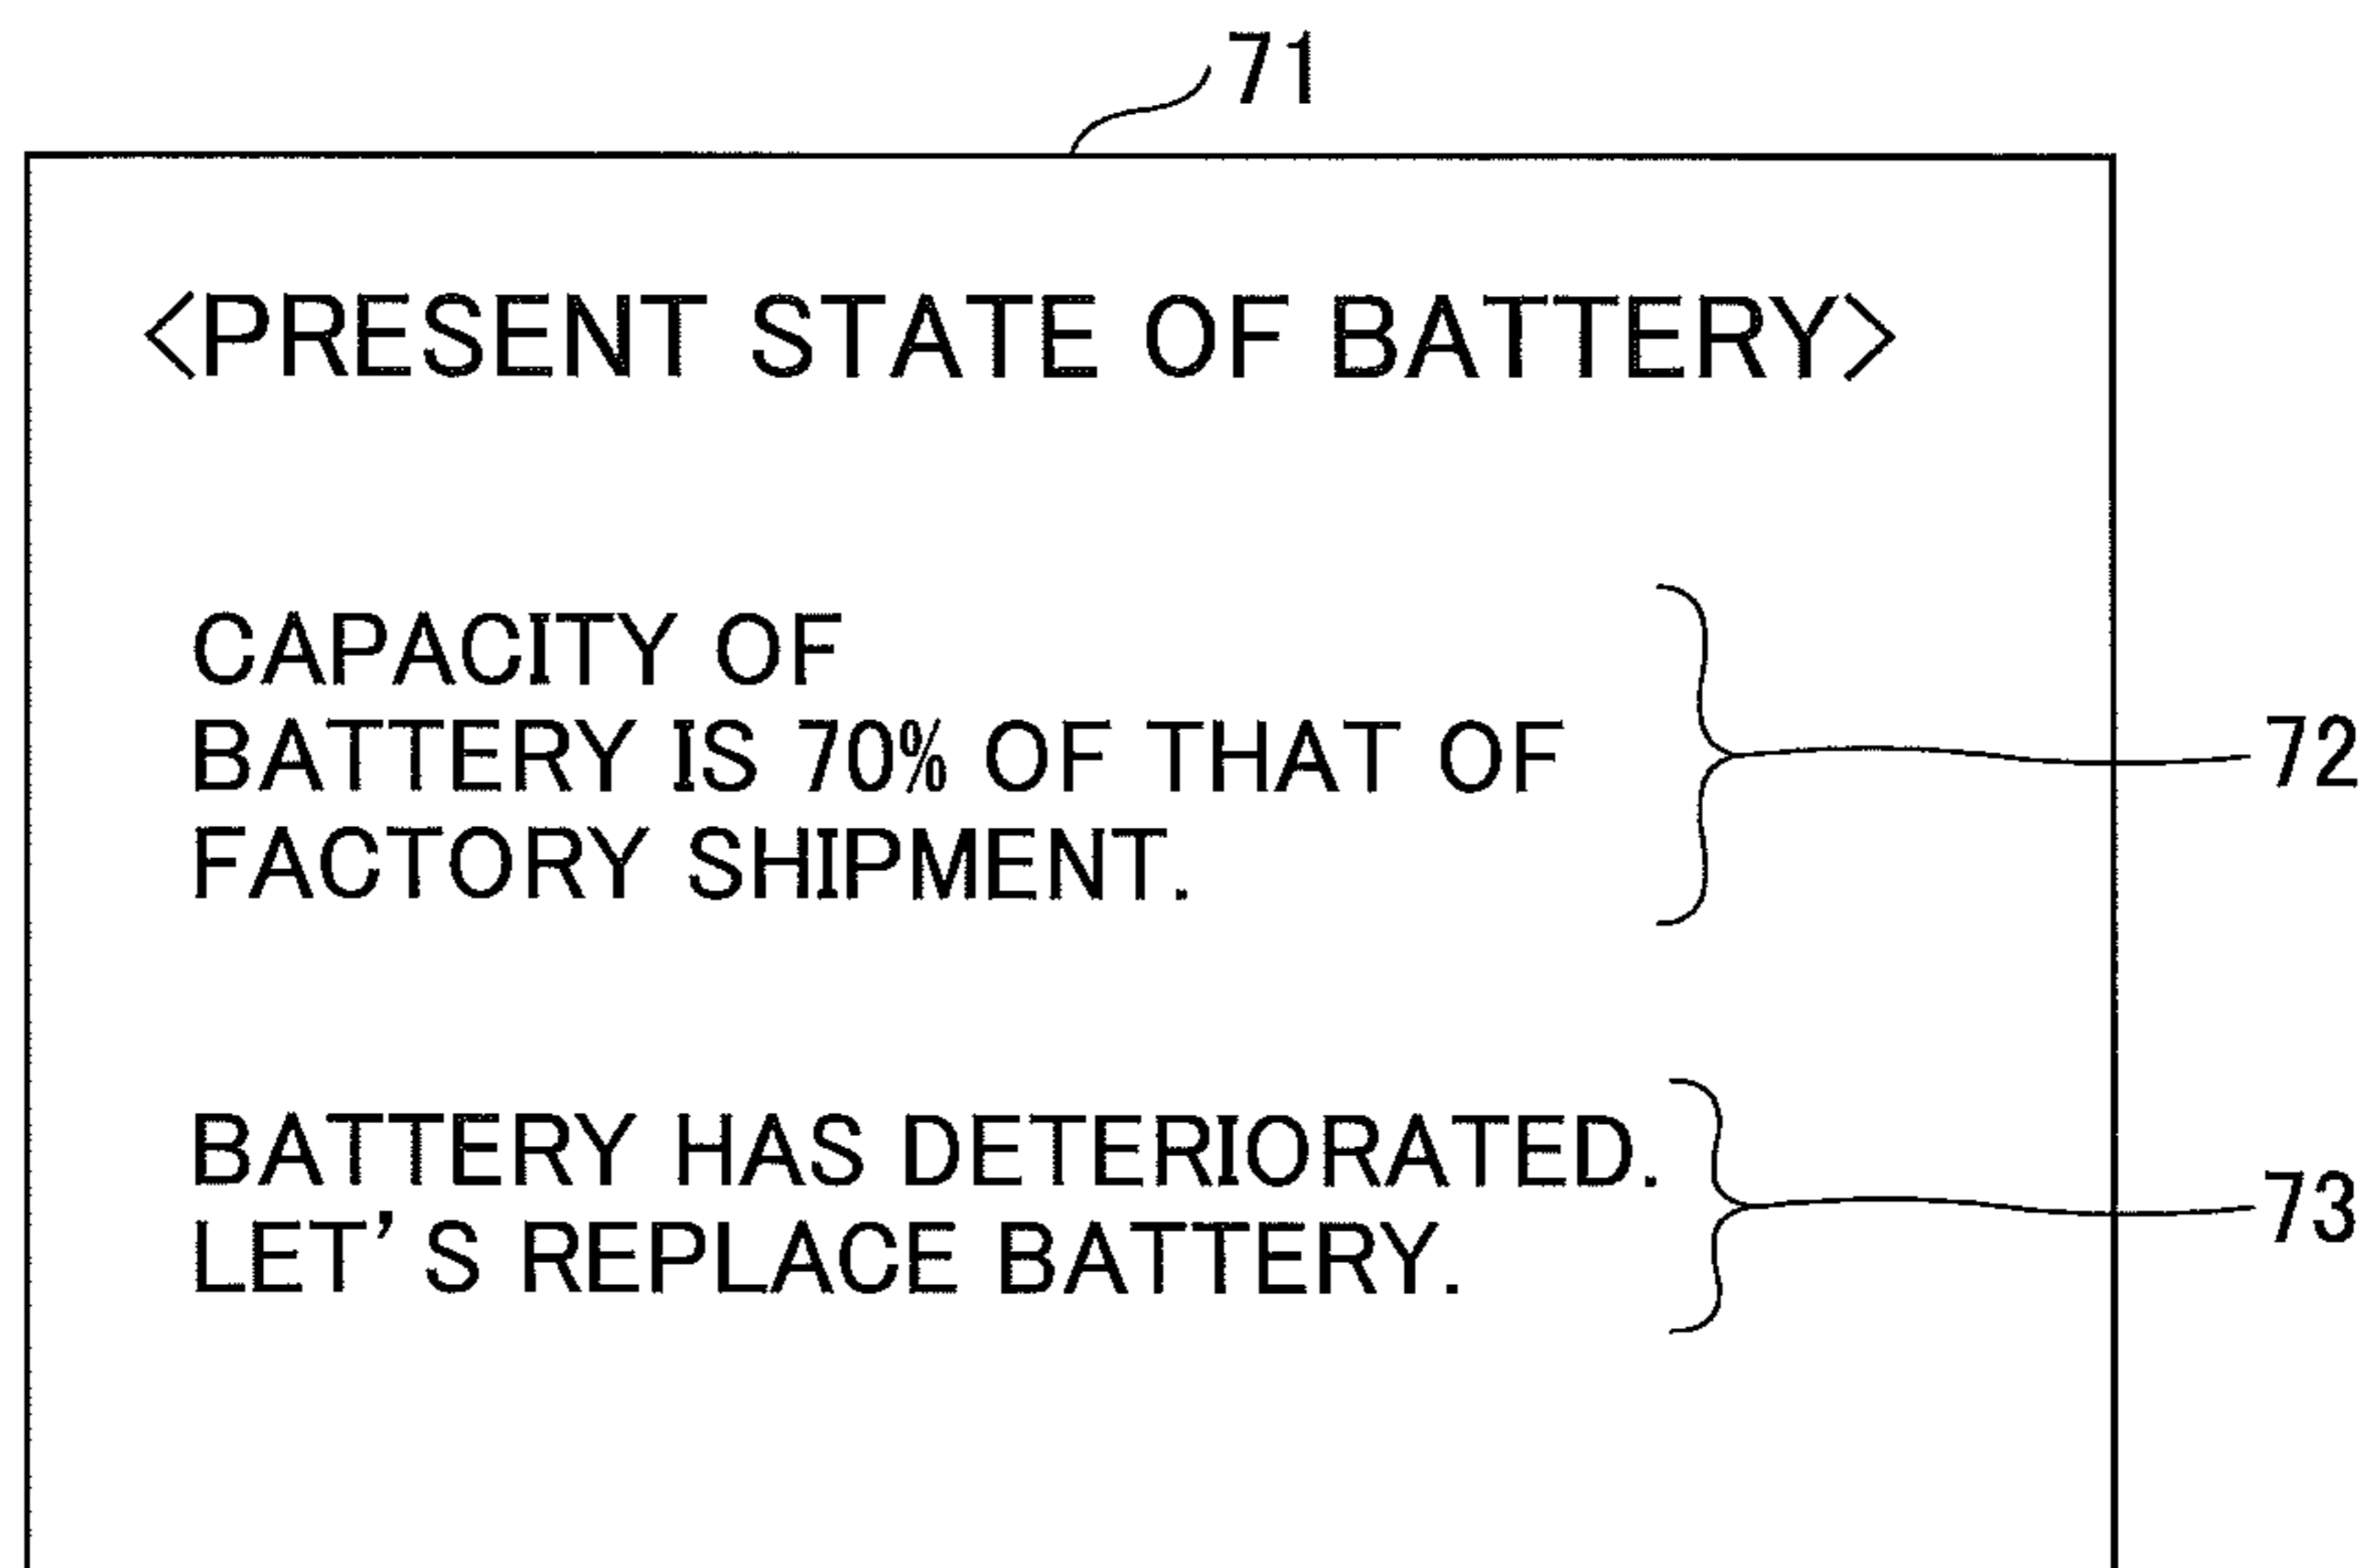 71
<PRESENT STATE OF BATTERY>
CAPACITY OF
BATTERY IS 70% OF THAT OF
FACTORY SHIPMENT.
72
BATTERY HAS DETERIORATED.
LET'S REPLACE BATTERY.
73